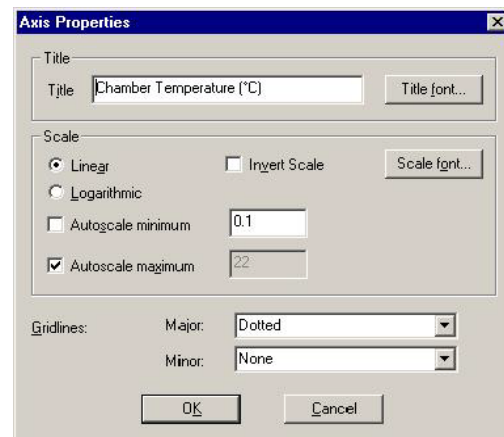 Axis Properties
Title
Title Chamber Temperature (°C) Title font...
Scale
Linear Invert Scale Scale font...
Logarithmic
Autoscale minimum 0.1
Autoscale maximum 22
Gridlines: Major: Dotted
Minor: None
OK Cancel